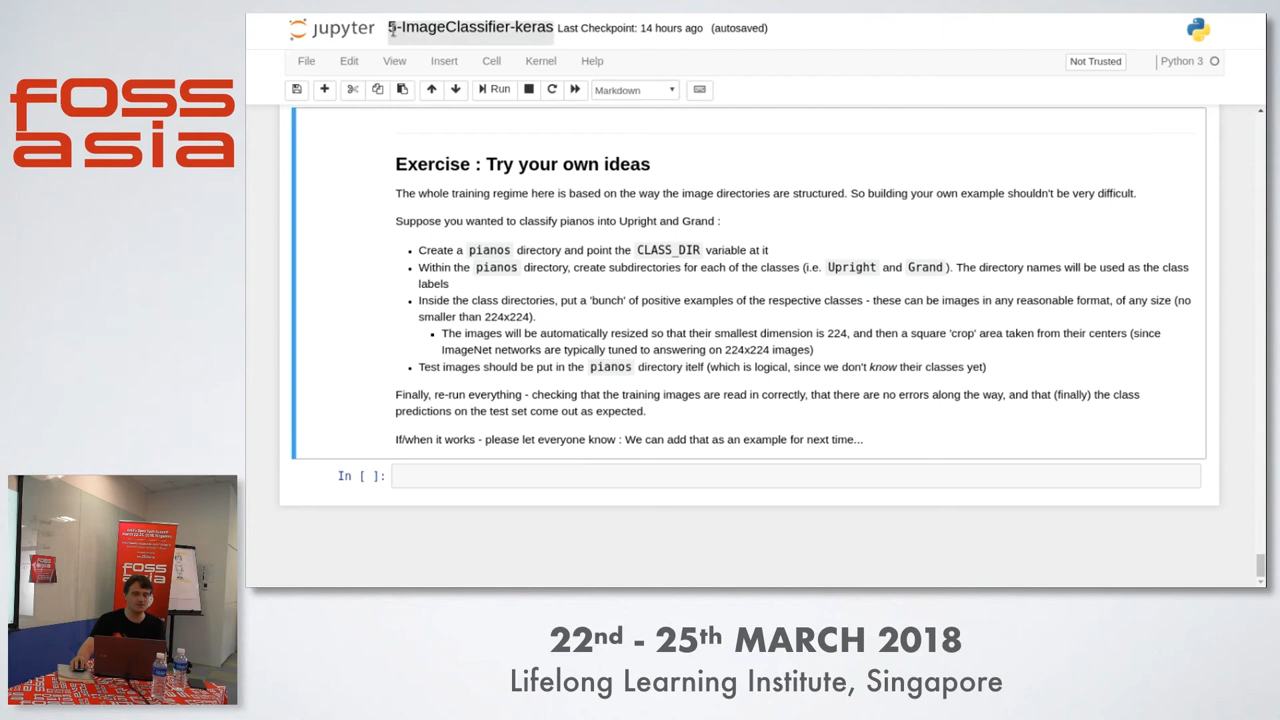 FOSS
asia
jupyter 5-ImageClassifier-keras Last Checkpoint: 14 hours ago (autosaved)
File Edit View Insert Cell Kernel Help Not Trusted Python 3
Run Markdown
Exercise : Try your own ideas
The whole training regime here is based on the way the image directories are structured. So building your own example shouldn't be very difficult.
Suppose you wanted to classify pianos into Upright and Grand :
• Create a pianos directory and point the CLASS_DIR variable at it
• Within the pianos directory, create subdirectories for each of the classes (i.e. Upright and Grand ). The directory names will be used as the class
labels
• Inside the class directories, put a 'bunch' of positive examples of the respective classes - these can be images in any reasonable format, of any size (no
smaller than 224x224).
▪ The images will be automatically resized so that their smallest dimension is 224, and then a square 'crop' area taken from their centers (since
ImageNet networks are typically tuned to answering on 224x224 images)
• Test images should be put in the pianos directory itelf (which is logical, since we don't know their classes yet)
Finally, re-run everything - checking that the training images are read in correctly, that there are no errors along the way, and that (finally) the class
predictions on the test set come out as expected.
If/when it works - please let everyone know : We can add that as an example for next time...
In [ ]:
FOSS
asia
22nd - 25th MARCH 2018
Lifelong Learning Institute, Singapore